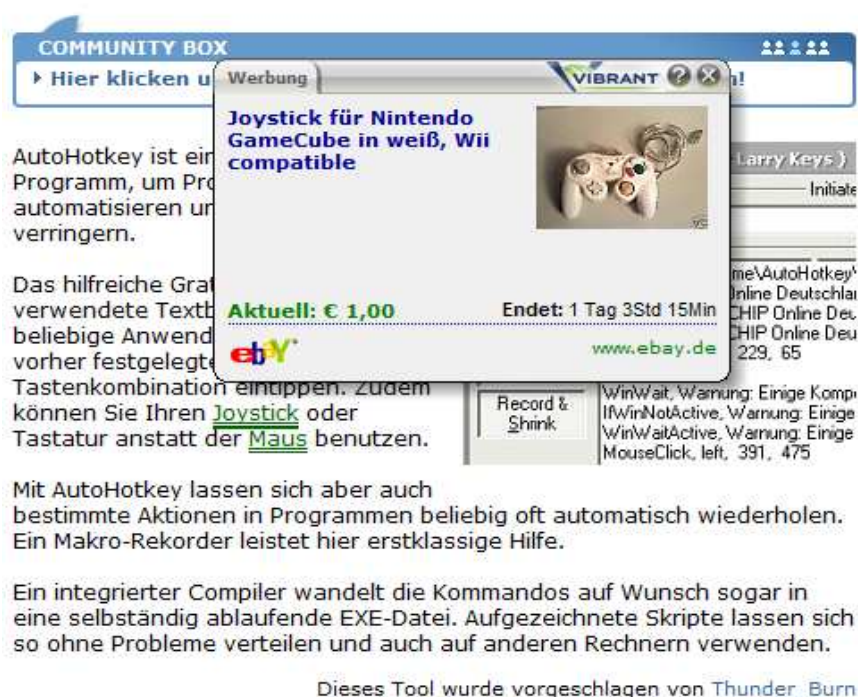 COMMUNITY BOX
Hier klicken u
n!
Werbung
VIBRANT ? X
Joystick für Nintendo
GameCube in weiß, Wii
compatible
Aktuell: € 1,00
Endet: 1 Tag 3Std 15Min
ebY
www.ebay.de
AutoHotkey ist ein
Programm, um Pro
automatisieren un
verringern.
Das hilfreiche Grat
verwendete Textb
beliebige Anwend
vorher festgelegte
Tastenkombination eintippen. Zudem
können Sie Ihren Joystick oder
Tastatur anstatt der Maus benutzen.
-Larry Keys )
Initiate
me\AutoHotkey\
Online Deutschlan
CHIP Online Deu
CHIP Online Deu
229, 65
Record &
Shrink
WinWait, Warnung: Einige Kompo
IfWinNotActive, Warnung: Einige
WinWaitActive, Warnung: Einige
MouseClick, left, 391, 475
Mit AutoHotkey lassen sich aber auch
bestimmte Aktionen in Programmen beliebig oft automatisch wiederholen.
Ein Makro-Rekorder leistet hier erstklassige Hilfe.
Ein integrierter Compiler wandelt die Kommandos auf Wunsch sogar in
eine selbständig ablaufende EXE-Datei. Aufgezeichnete Skripte lassen sich
so ohne Probleme verteilen und auch auf anderen Rechnern verwenden.
Dieses Tool wurde vorgeschlagen von Thunder_Burn